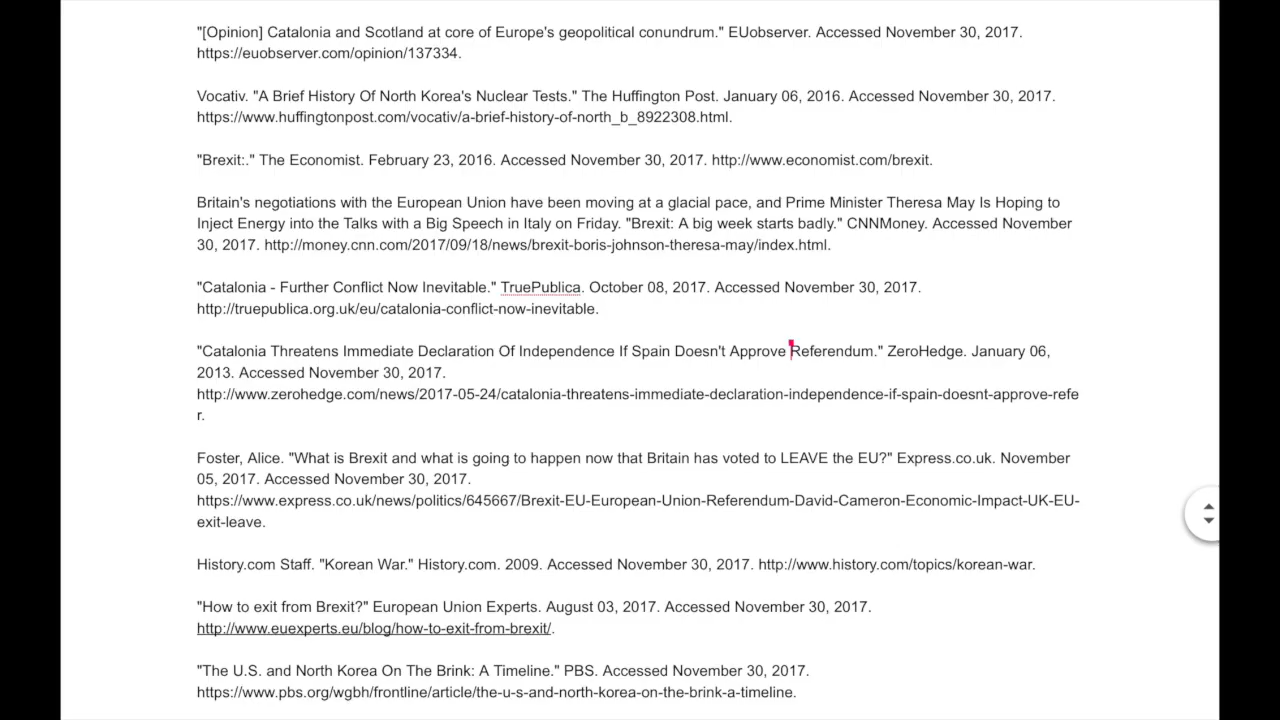 "[Opinion] Catalonia and Scotland at core of Europe's geopolitical conundrum." EUobserver. Accessed November 30, 2017.
https://euobserver.com/opinion/137334.
Vocativ. "A Brief History Of North Korea's Nuclear Tests." The Huffington Post. January 06, 2016. Accessed November 30, 2017.
https://www.huffingtonpost.com/vocativ/a-brief-history-of-north_b_8922308.html.
"Brexit:." The Economist. February 23, 2016. Accessed November 30, 2017. http://www.economist.com/brexit.
Britain's negotiations with the European Union have been moving at a glacial pace, and Prime Minister Theresa May Is Hoping to
Inject Energy into the Talks with a Big Speech in Italy on Friday. "Brexit: A big week starts badly." CNNMoney. Accessed November
30, 2017. http://money.cnn.com/2017/09/18/news/brexit-boris-johnson-theresa-may/index.html.
"Catalonia - Further Conflict Now Inevitable." TruePublica. October 08, 2017. Accessed November 30, 2017.
http://truepublica.org.uk/eu/catalonia-conflict-now-inevitable.
"Catalonia Threatens Immediate Declaration Of Independence If Spain Doesn't Approve Referendum." ZeroHedge. January 06,
2013. Accessed November 30, 2017.
http://www.zerohedge.com/news/2017-05-24/catalonia-threatens-immediate-declaration-independence-if-spain-doesnt-approve-refe
r.
Foster, Alice. "What is Brexit and what is going to happen now that Britain has voted to LEAVE the EU?" Express.co.uk. November
05, 2017. Accessed November 30, 2017.
https://www.express.co.uk/news/politics/645667/Brexit-EU-European-Union-Referendum-David-Cameron-Economic-Impact-UK-EU-
exit-leave.
History.com Staff. "Korean War." History.com. 2009. Accessed November 30, 2017. http://www.history.com/topics/korean-war.
"How to exit from Brexit?" European Union Experts. August 03, 2017. Accessed November 30, 2017.
http://www.euexperts.eu/blog/how-to-exit-from-brexit/.
"The U.S. and North Korea On The Brink: A Timeline." PBS. Accessed November 30, 2017.
https://www.pbs.org/wgbh/frontline/article/the-u-s-and-north-korea-on-the-brink-a-timeline.